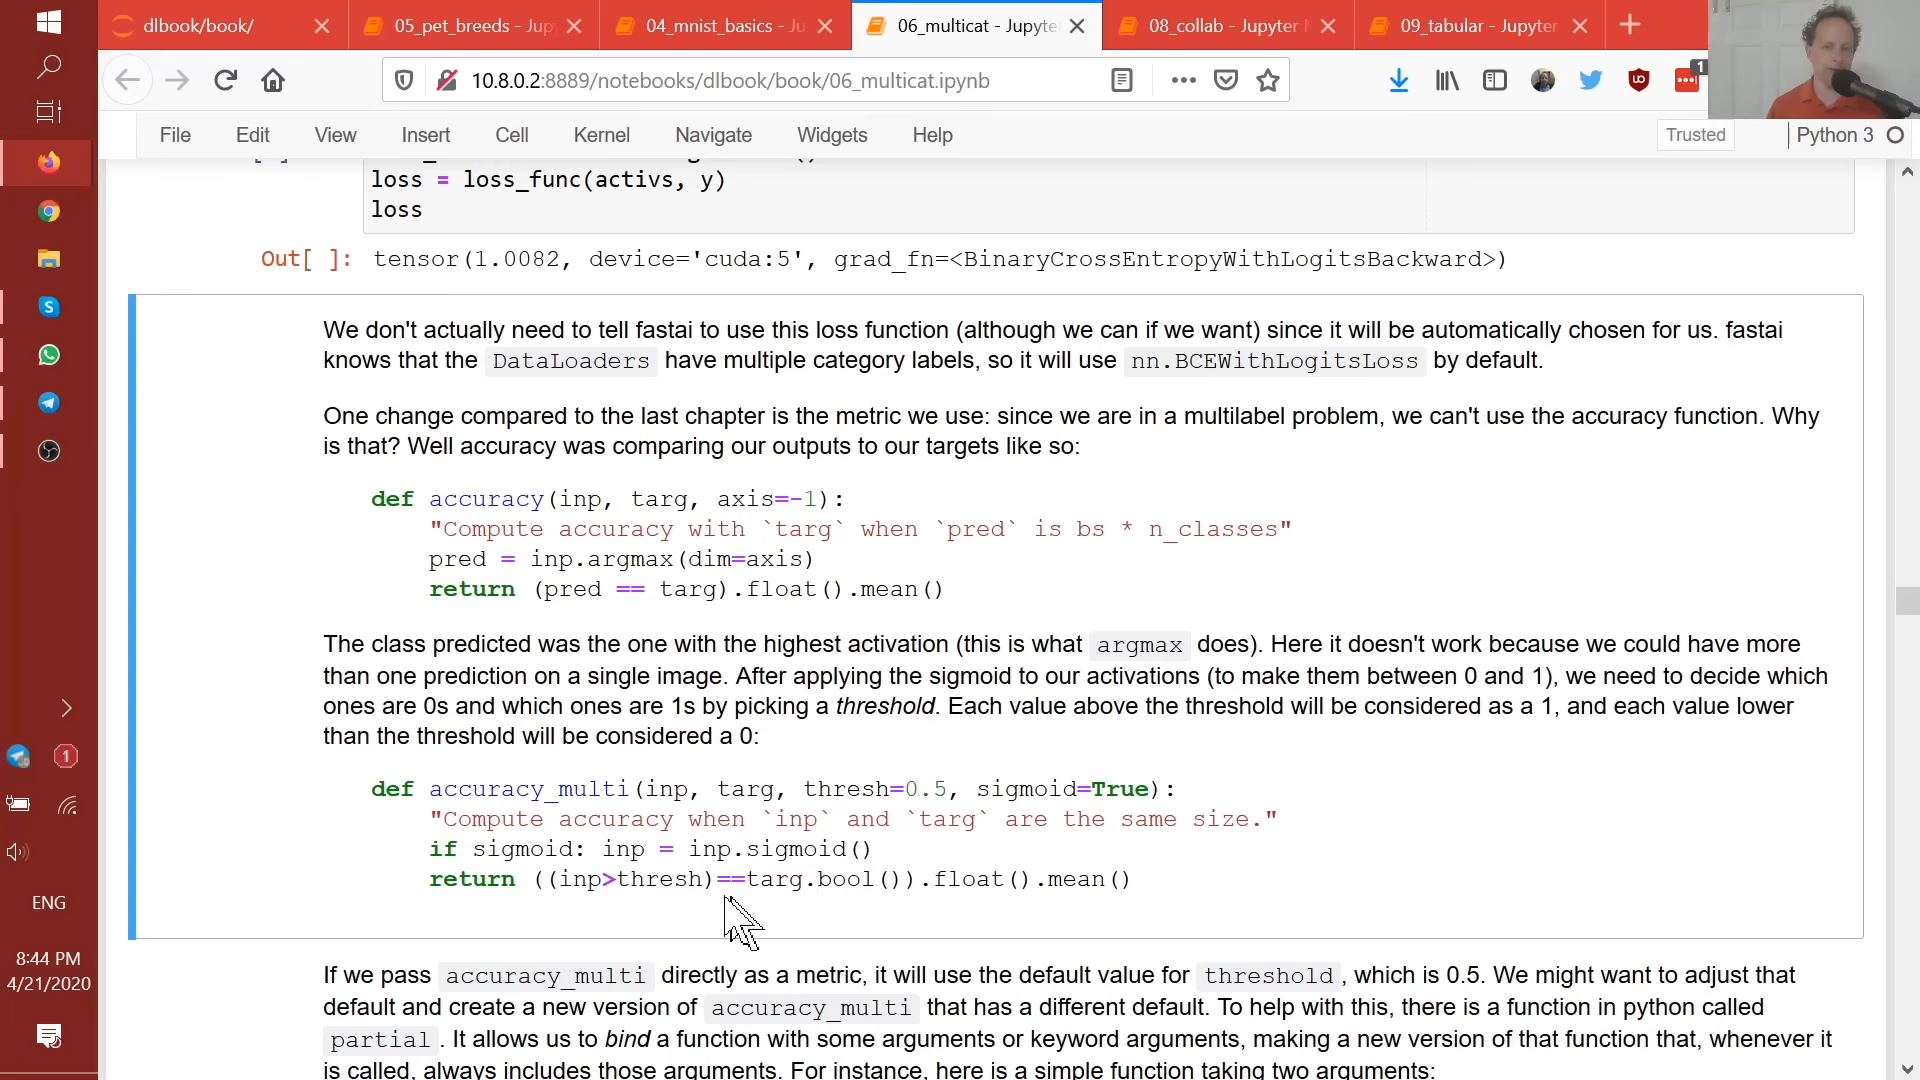 dlbook/book/
05_pet_breeds - Jup
04_mnist_basics - Ju
06_multicat - Jupyte
08_collab - Jupyter
09_tabular - Jupyter
10.8.0.2:8889/notebooks/dlbook/book/06_multicat.ipynb
1
File Edit View Insert Cell Kernel Navigate Widgets Help
Trusted
Python 3
loss = loss_func(activs, y)
loss
Out[ ]: tensor(1.0082, device='cuda:5', grad_fn=<BinaryCrossEntropyWithLogitsBackward>)
We don't actually need to tell fastai to use this loss function (although we can if we want) since it will be automatically chosen for us. fastai
knows that the DataLoaders have multiple category labels, so it will use nn.BCEWithLogitsLoss by default.
One change compared to the last chapter is the metric we use: since we are in a multilabel problem, we can't use the accuracy function. Why
is that? Well accuracy was comparing our outputs to our targets like so:
def accuracy(inp, targ, axis=-1):
"Compute accuracy with `targ` when `pred` is bs * n_classes"
pred = inp.argmax(dim=axis)
return (pred == targ).float().mean()
The class predicted was the one with the highest activation (this is what argmax does). Here it doesn't work because we could have more
than one prediction on a single image. After applying the sigmoid to our activations (to make them between 0 and 1), we need to decide which
ones are 0s and which ones are 1s by picking a threshold. Each value above the threshold will be considered as a 1, and each value lower
than the threshold will be considered a 0:
def accuracy_multi(inp, targ, thresh=0.5, sigmoid=True):
"Compute accuracy when `inp` and `targ` are the same size."
if sigmoid: inp = inp.sigmoid()
return ((inp>thresh)==targ.bool()).float().mean()
If we pass accuracy_multi directly as a metric, it will use the default value for threshold, which is 0.5. We might want to adjust that
default and create a new version of accuracy_multi that has a different default. To help with this, there is a function in python called
partial. It allows us to bind a function with some arguments or keyword arguments, making a new version of that function that, whenever it
is called, always includes those arguments. For instance, here is a simple function taking two arguments:
1
ENG
8:44 PM
4/21/2020